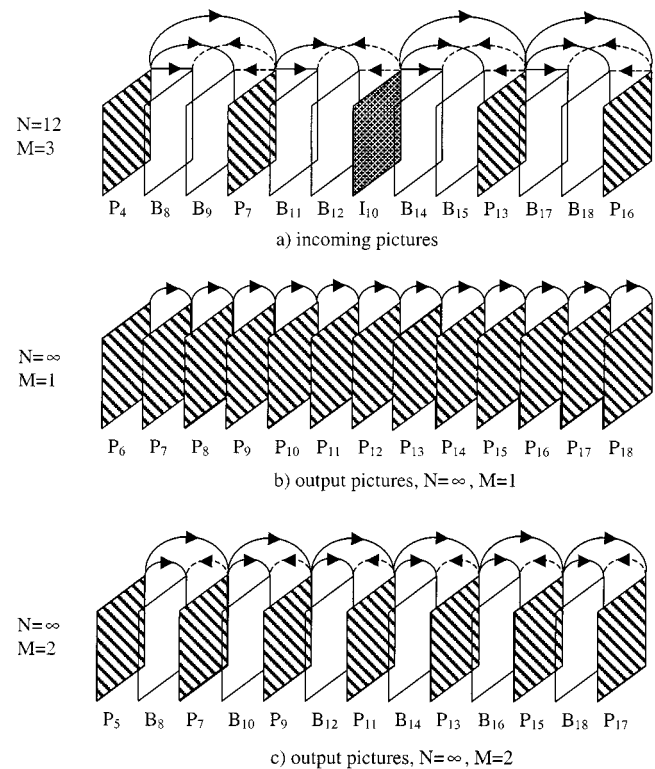 N=12
M=3
P₄ B₈ B₉ P₇ B₁₁ B₁₂ I₁₀ B₁₄ B₁₅ P₁₃ B₁₇ B₁₈ P₁₆
a) incoming pictures
N=∞
M=1
P₆ P₇ P₈ P₉ P₁₀ P₁₁ P₁₂ P₁₃ P₁₄ P₁₅ P₁₆ P₁₇ P₁₈
b) output pictures, N=∞, M=1
N=∞
M=2
P₅ B₈ P₇ B₁₀ P₉ B₁₂ P₁₁ B₁₄ P₁₃ B₁₆ P₁₅ B₁₈ P₁₇
c) output pictures, N=∞, M=2